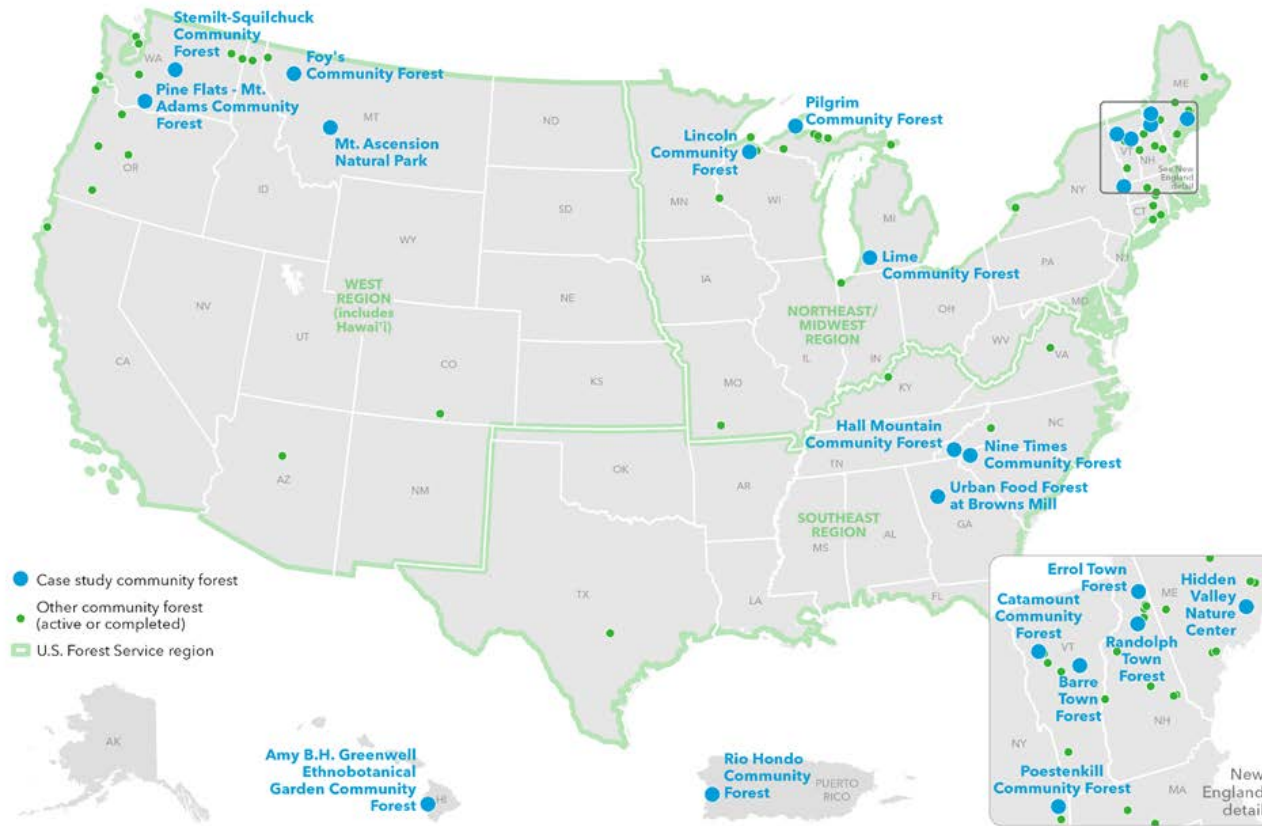 Stemilt-Squilchuck
Community
Forest
WA
Foy's
Community Forest
Pine Flats - Mt.
Adams Community
Forest
MT
Mt. Ascension
Natural Park
ND
OR
ID
SD
WY
Pilgrim
Community Forest
Lincoln
Community
Forest
MN
WI
MI
Lime
Community Forest
ME
VT
NH
See New
England
detail
NY
CT
PA
NJ
MD
WEST
REGION
(includes
Hawai'i)
NV
UT
CA
CO
NE
KS
IA
MO
NORTHEAST/
MIDWEST
REGION
IL
IN
OH
WV
VA
KY
Hall Mountain
Community Forest
NC
Nine Times
Community Forest
TN
Urban Food Forest
at Browns Mill
AZ
NM
OK
AR
SOUTHEAST
REGION
MS
AL
GA
TX
LA
FL
Case study community forest
Other community forest
(active or completed)
U.S. Forest Service region
AK
Amy B.H. Greenwell
Ethnobotanical
Garden Community
Forest
HI
Rio Hondo
Community
Forest
PUERTO
RICO
Errol Town
Forest
ME
Hidden
Valley
Nature
Center
Catamount
Community
Forest
VT
Randolph
Town
Forest
Barre
Town
Forest
NH
NY
Poestenkill
Community Forest
MA
New
England
detail